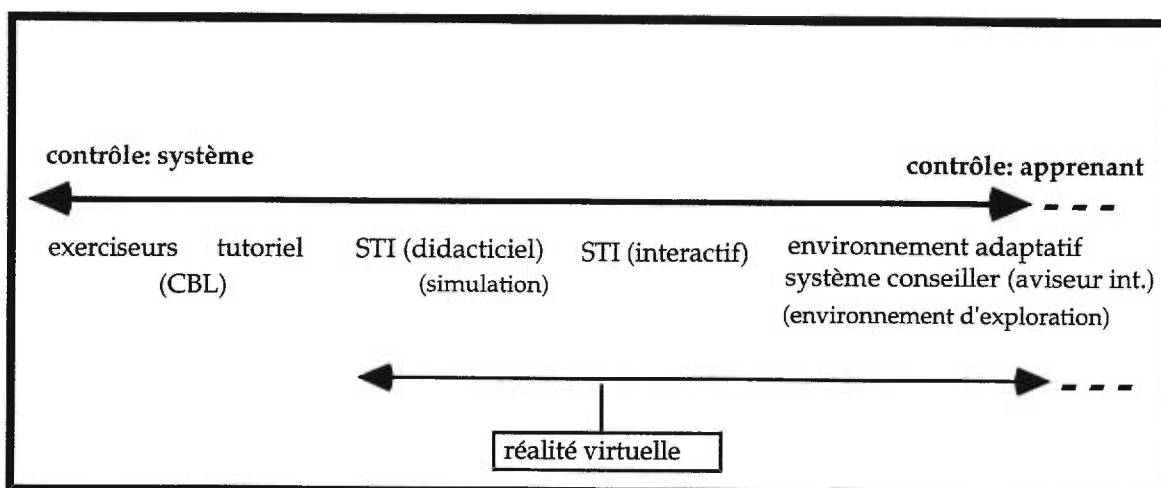 contrôle: système
contrôle: apprenant
exerciseurs tutoriel
(CBL)
STI (didacticiel)
(simulation)
STI (interactif)
environnement adaptatif
système conseiller (aviseur int.)
(environnement d'exploration)
réalité virtuelle